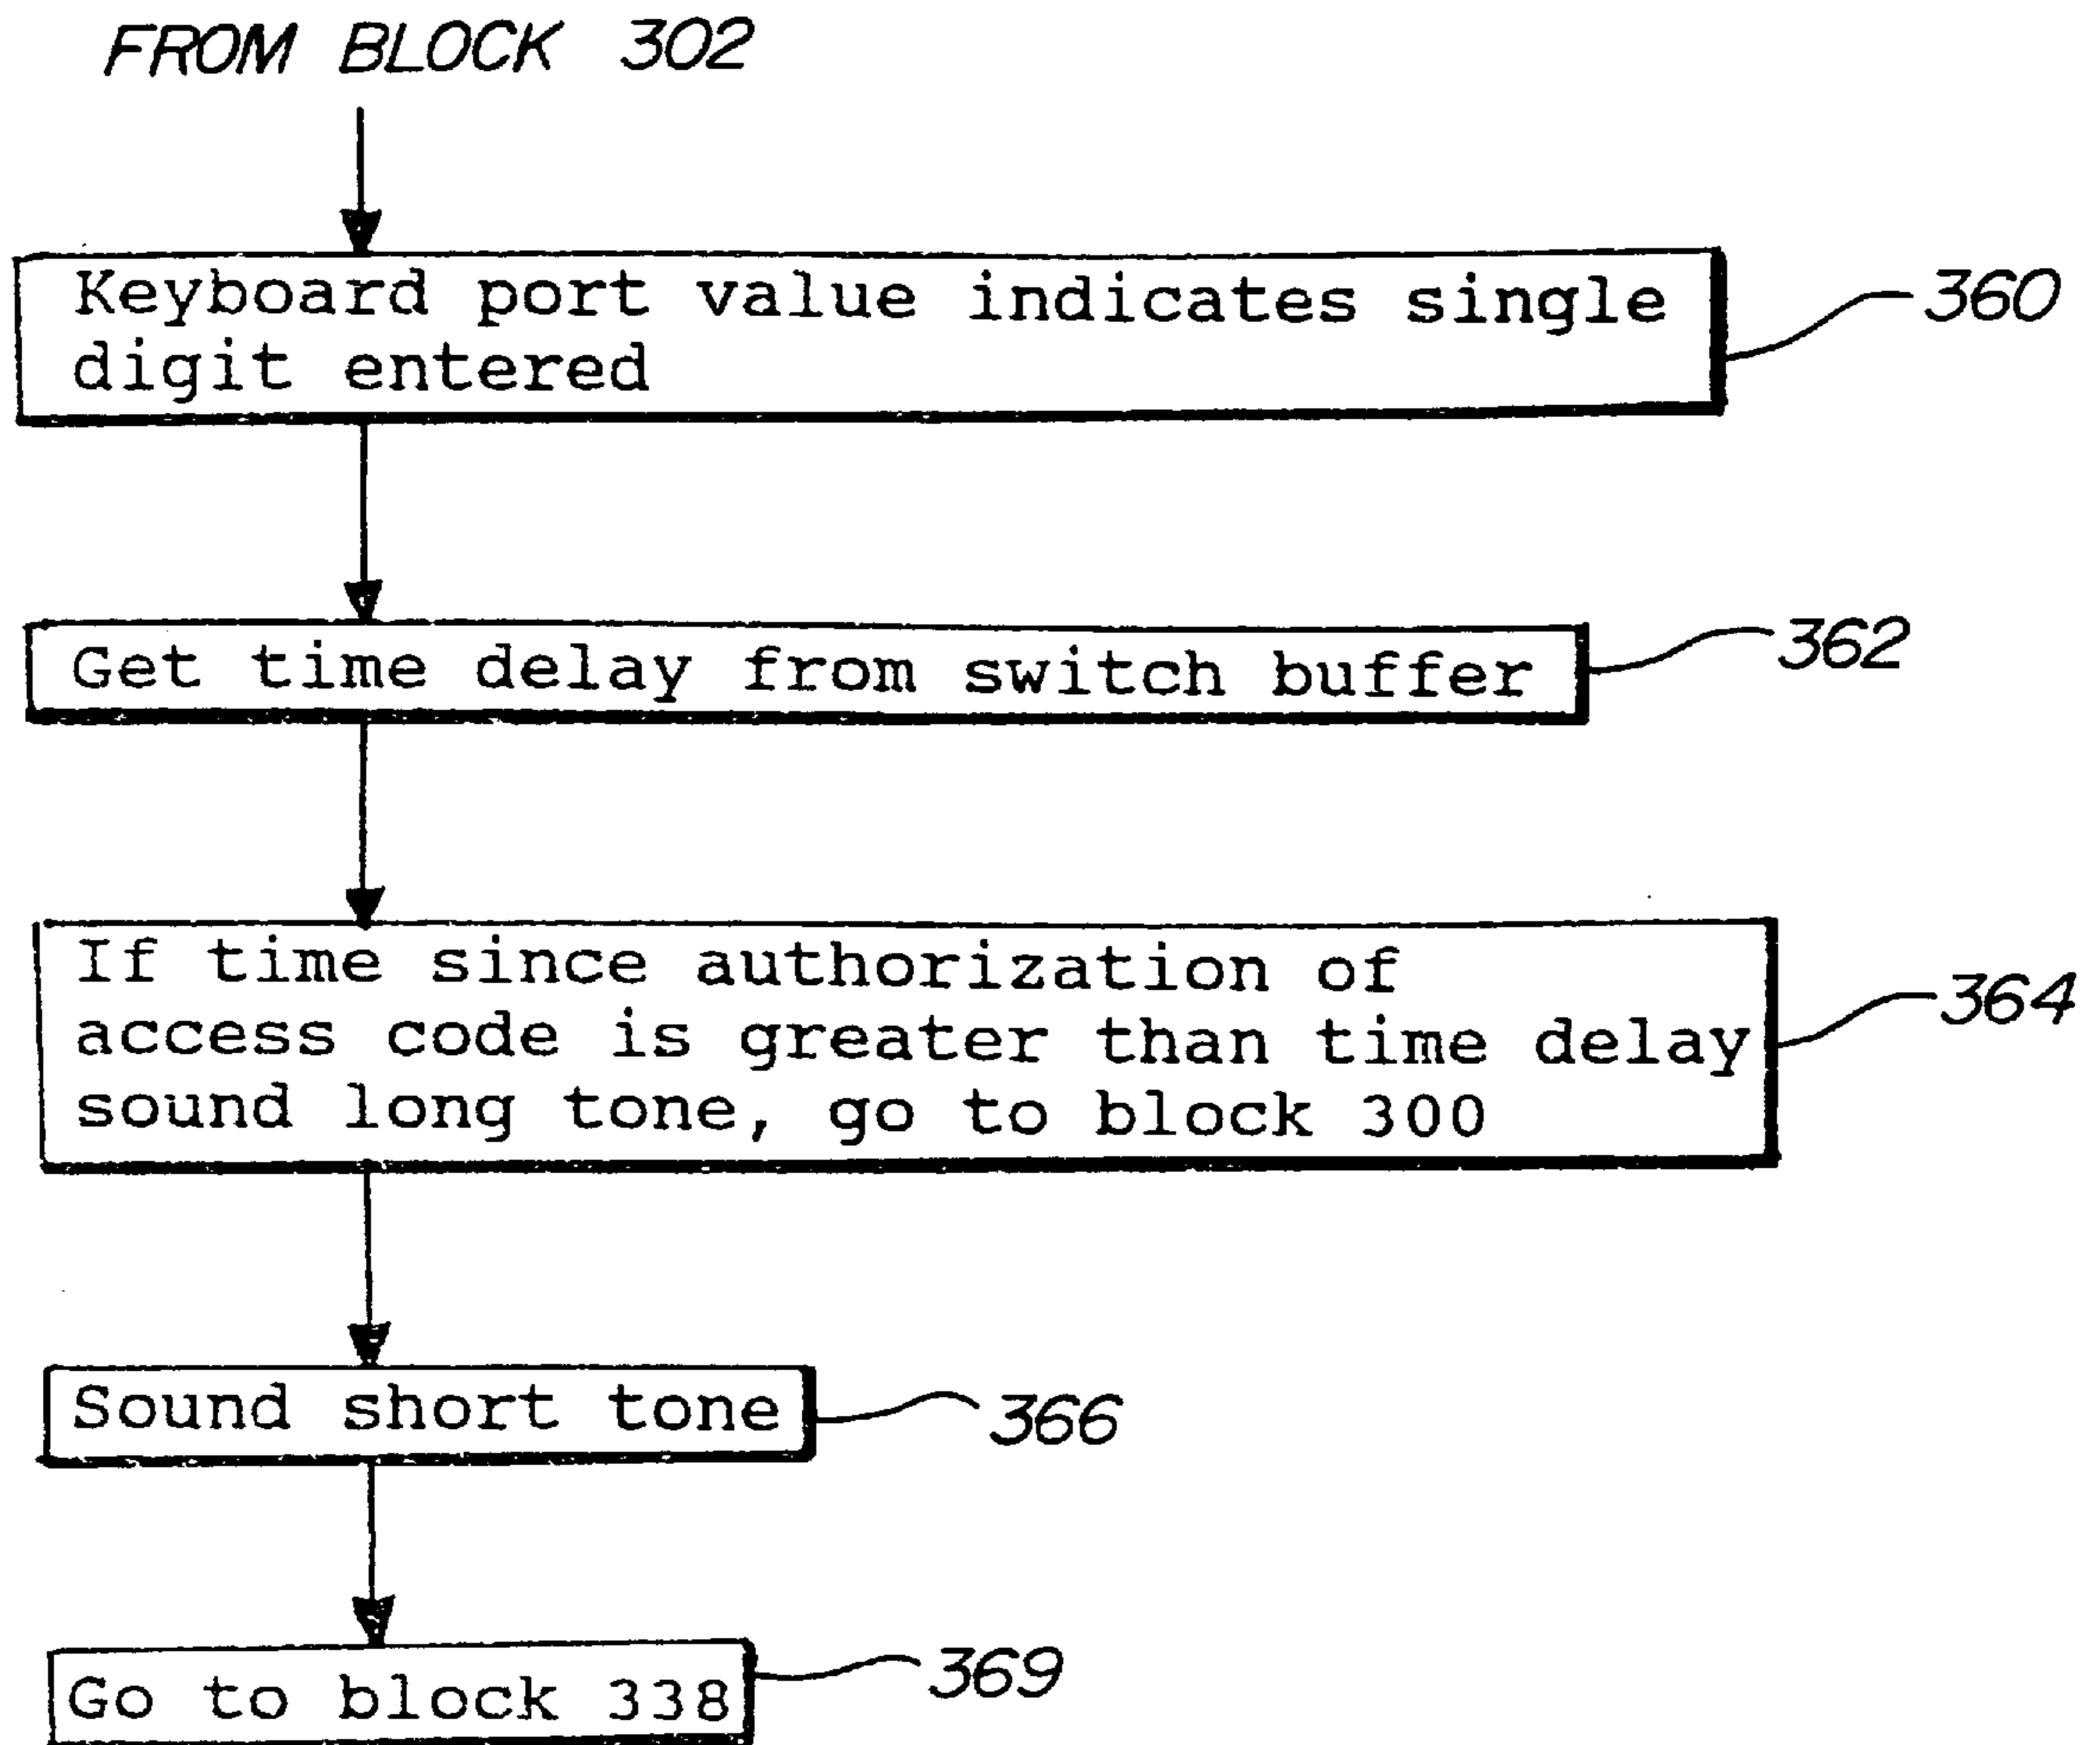 FROM BLOCK 302
Keyboard port value indicates single
digit entered
360
Get time delay from switch buffer
362
If time since authorization of
access code is greater than time delay
sound long tone, go to block 300
364
Sound short tone
366
Go to block 338
369